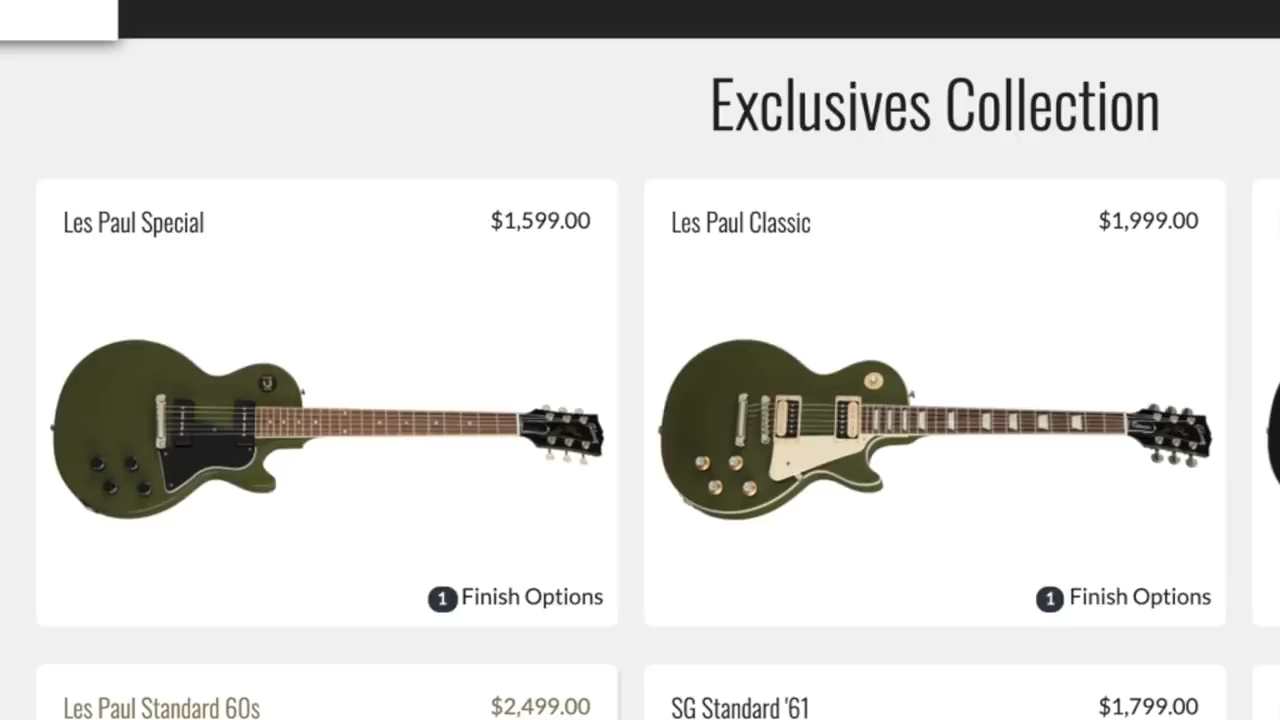 Exclusives Collection
Les Paul Special $1,599.00
Les Paul Classic $1,999.00
1 Finish Options
1 Finish Options
Les Paul Standard 60s $2,499.00
SG Standard '61 $1,799.00